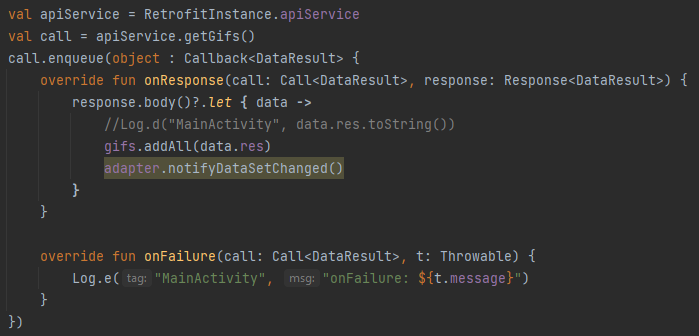 val apiService = RetrofitInstance.apiService
val call = apiService.getGifs()
call.enqueue(object : Callback<DataResult> {
    override fun onResponse(call: Call<DataResult>, response: Response<DataResult>) {
        response.body()?.let { data ->
            //Log.d("MainActivity", data.res.toString())
            gifs.addAll(data.res)
            adapter.notifyDataSetChanged()
        }
    }

    override fun onFailure(call: Call<DataResult>, t: Throwable) {
        Log.e( tag: "MainActivity", msg: "onFailure: ${t.message}")
    }
})